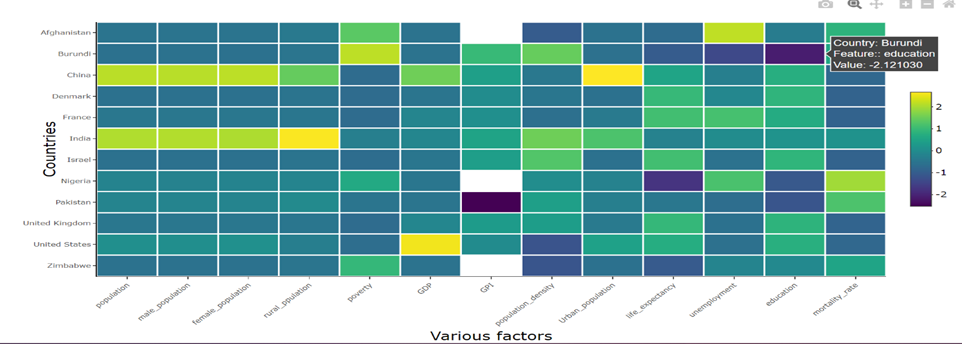 Afghanistan
Burundi
China
Denmark
France
India
Israel
Nigeria
Pakistan
United Kingdom
United States
Zimbabwe
Countries
Country: Burundi
Feature:: education
Value: -2.121030
2
1
0
-1
-2
population
male_population
female_population
rural_ppulation
poverty
GDP
GPI
population_density
Urban_population
life_expectancy
unemployment
education
mortality_rate
Various factors